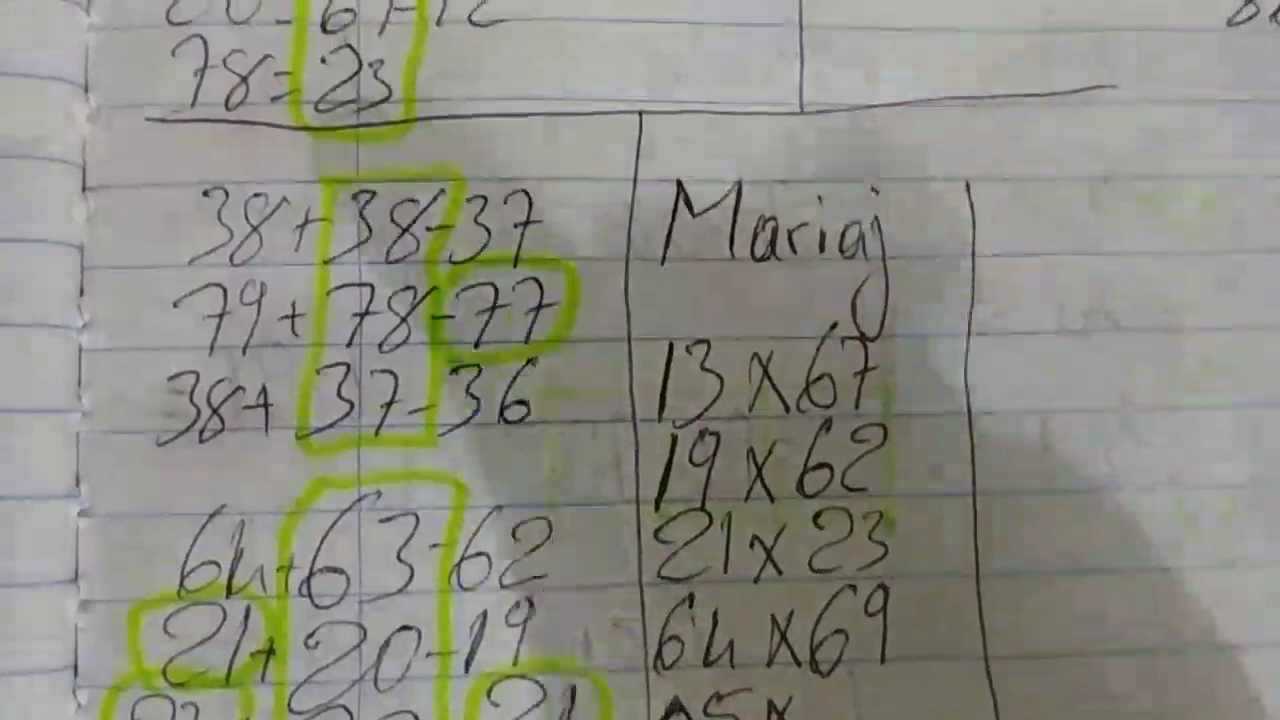 78=23
38+38-37
79+78-77
38+37-36
64+63-62
21+20-19
21
Mariaj
13x67
19x62
21x23
64x69